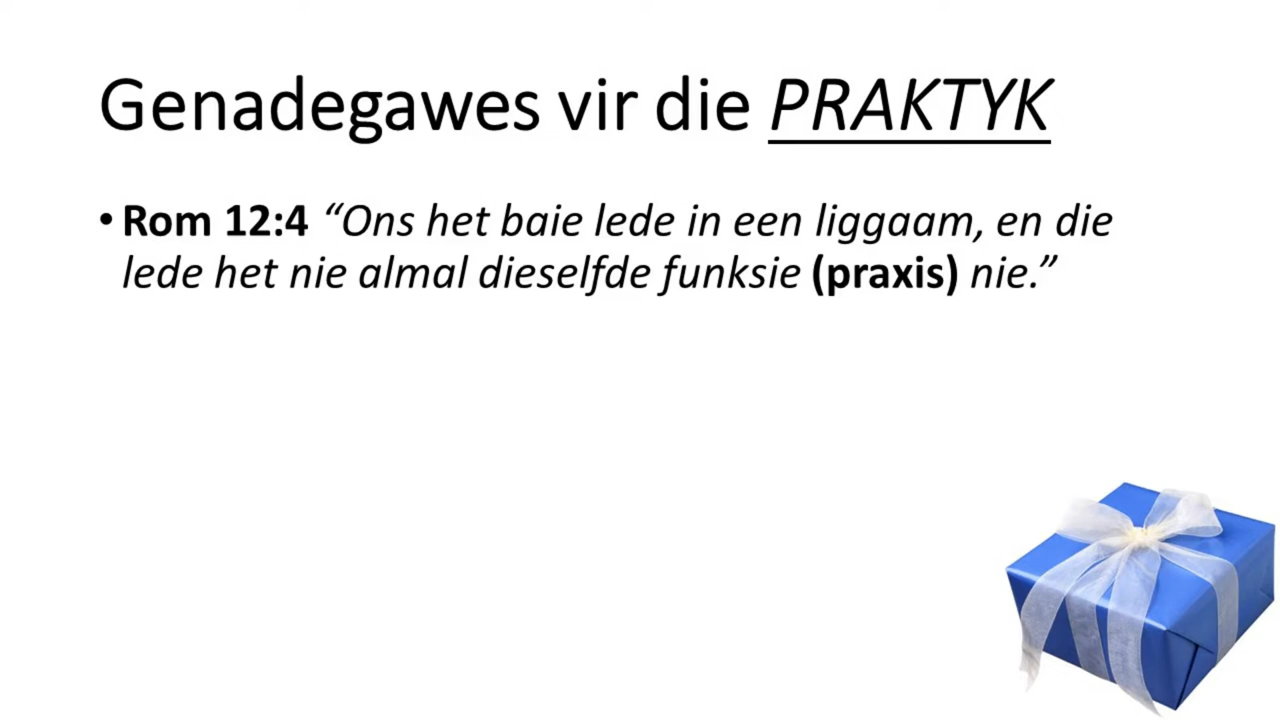 Genadegawes vir die PRAKTYK
• Rom 12:4 “Ons het baie lede in een liggaam, en die
lede het nie almal dieselfde funksie (praxis) nie.”